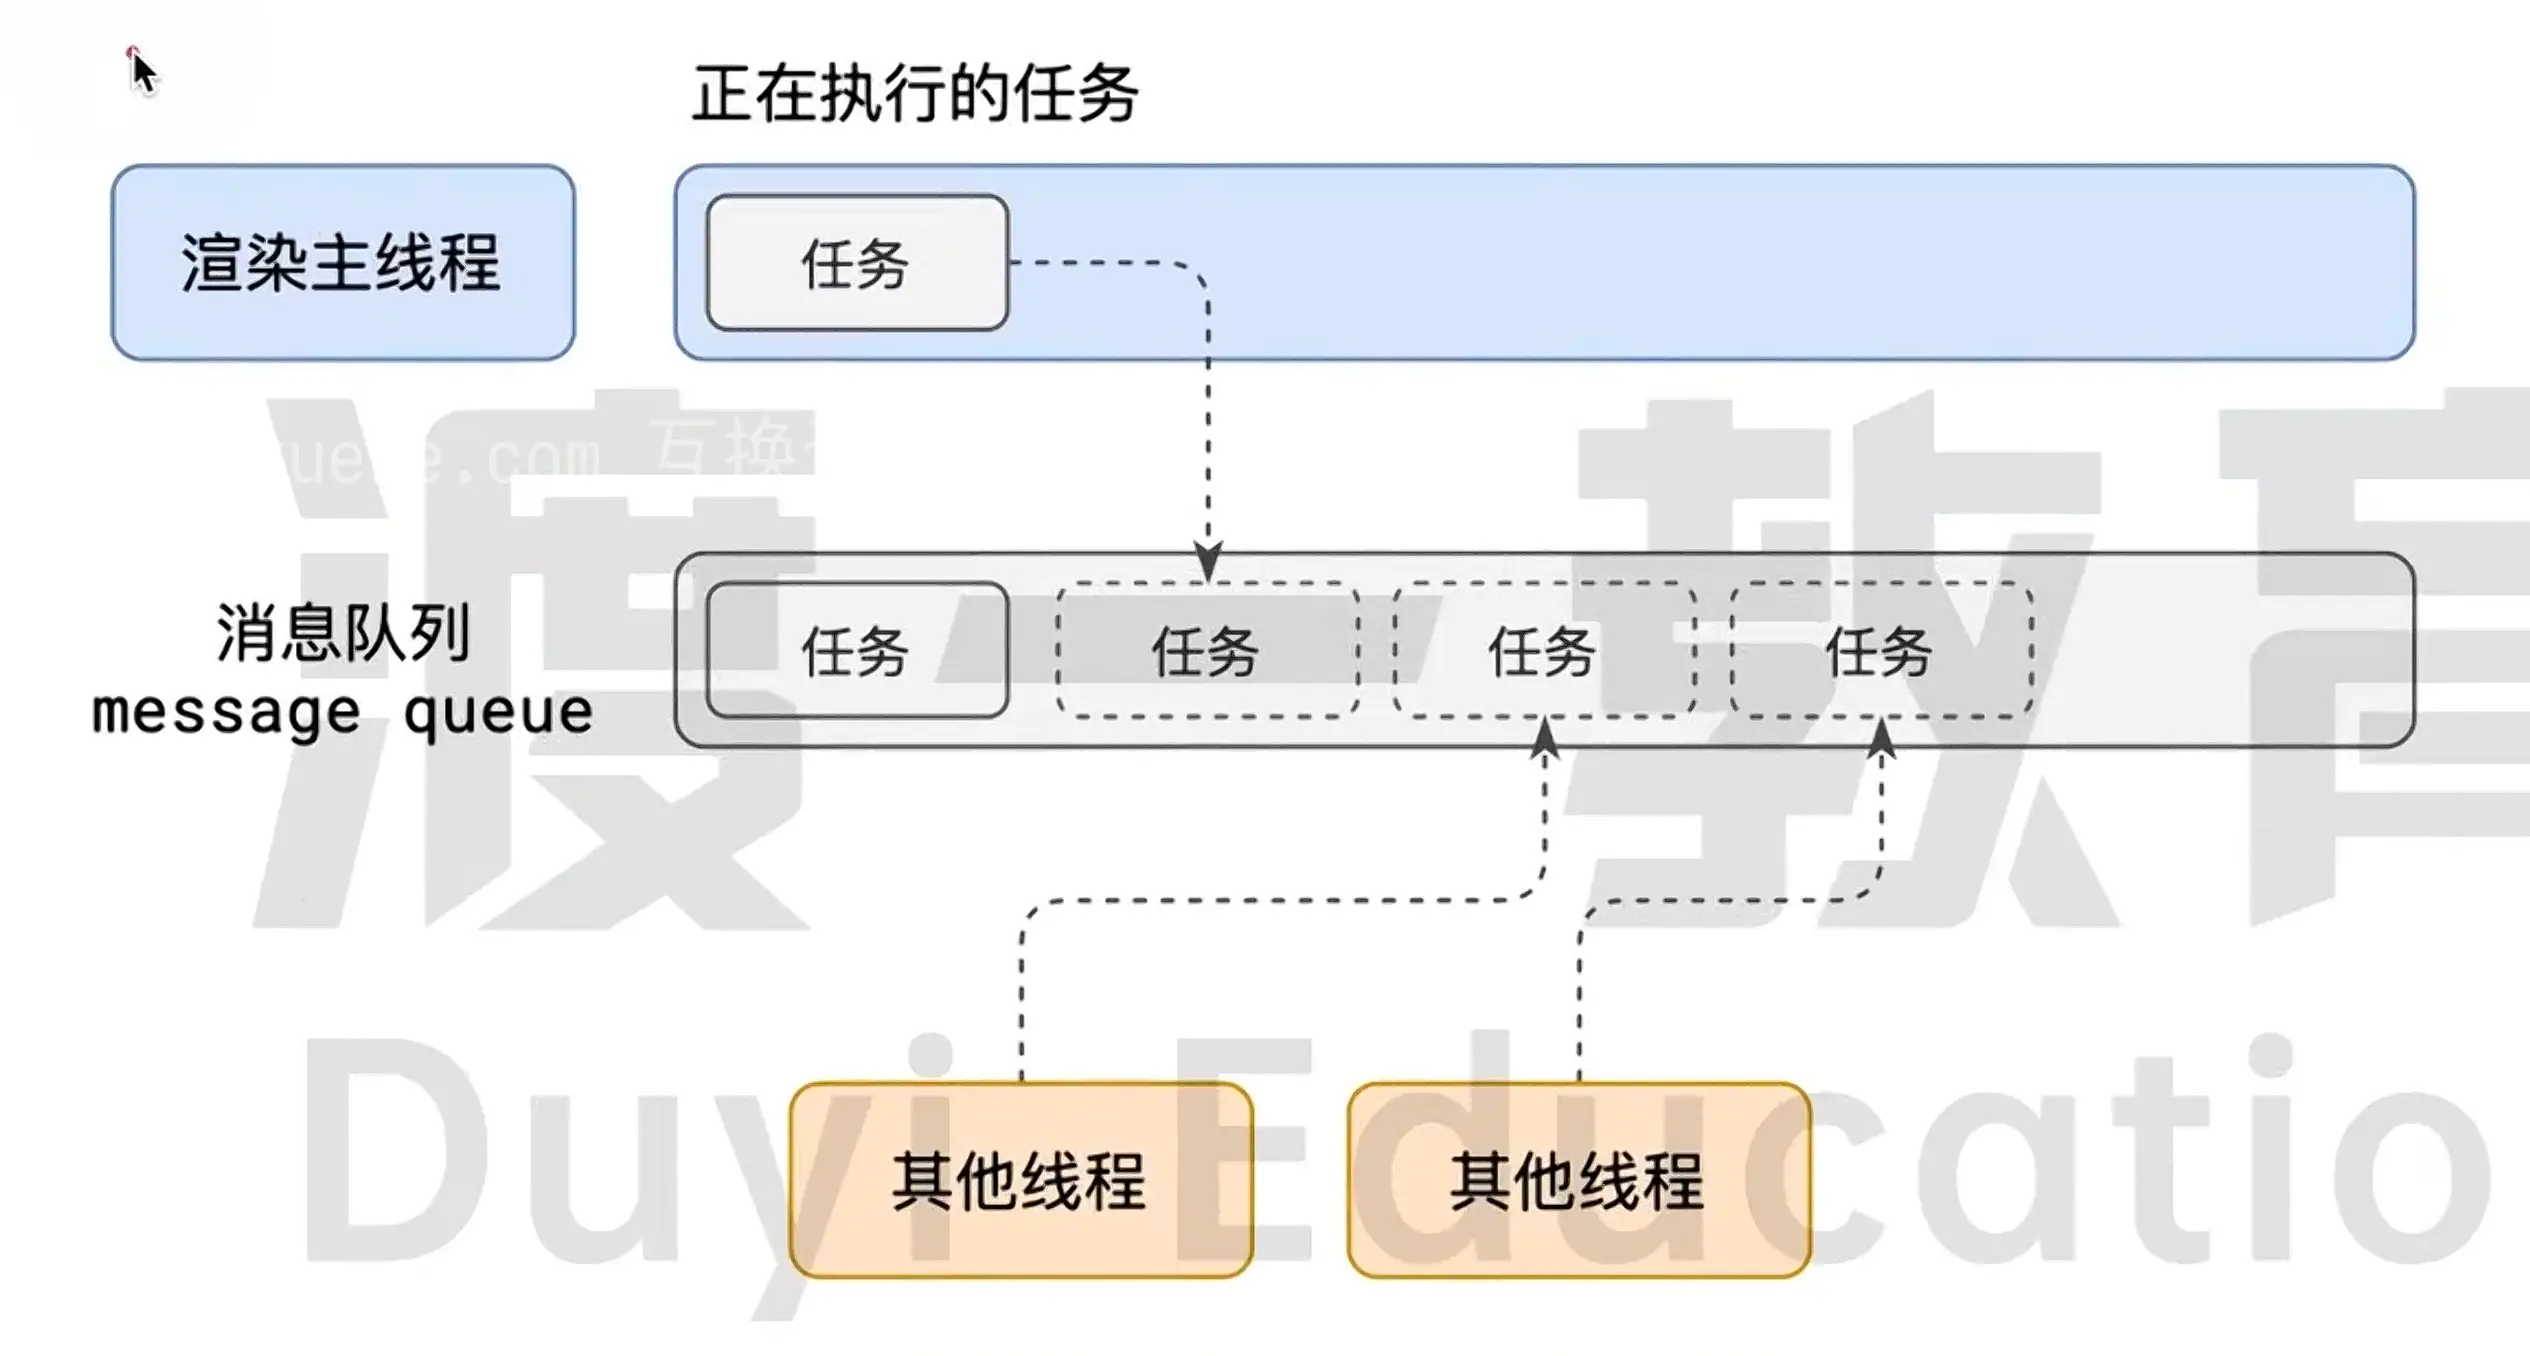 正在执行的任务
渲染主线程
任务
消息队列
message queue
任务
任务
任务
任务
其他线程
其他线程
渡一教育
Duyi Educatio
.com 互换